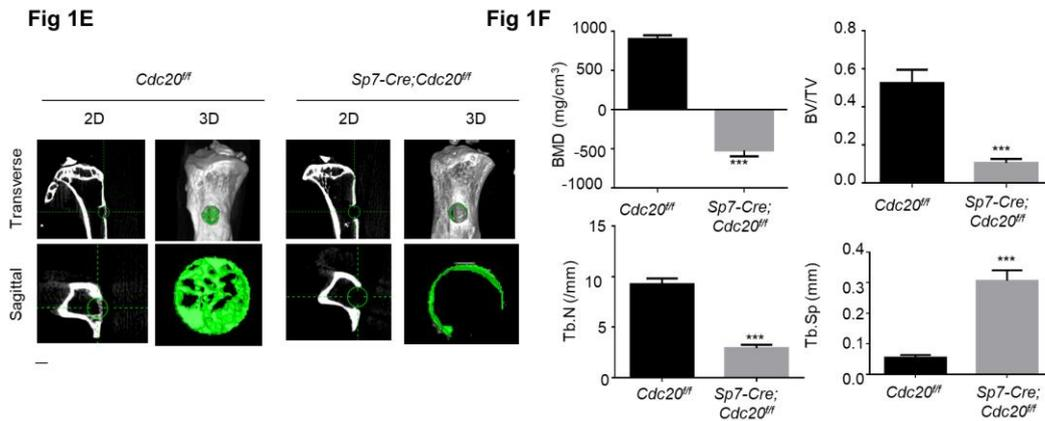 Fig 1E
Cdc20f/f
Sp7-Cre;Cdc20f/f
2D
3D
2D
3D
Transverse
Sagittal
Fig 1F
BMD (mg/cm³)
1000
500
0
-500
-1000
***
Cdc20f/f
Sp7-Cre;
Cdc20f/f
BV/TV
0.8
0.6
0.4
0.2
0.0
***
Cdc20f/f
Sp7-Cre;
Cdc20f/f
Tb.N (/mm)
15
10
5
0
***
Cdc20f/f
Sp7-Cre;
Cdc20f/f
Tb.Sp (mm)
0.4
0.3
0.2
0.1
0.0
***
Cdc20f/f
Sp7-Cre;
Cdc20f/f